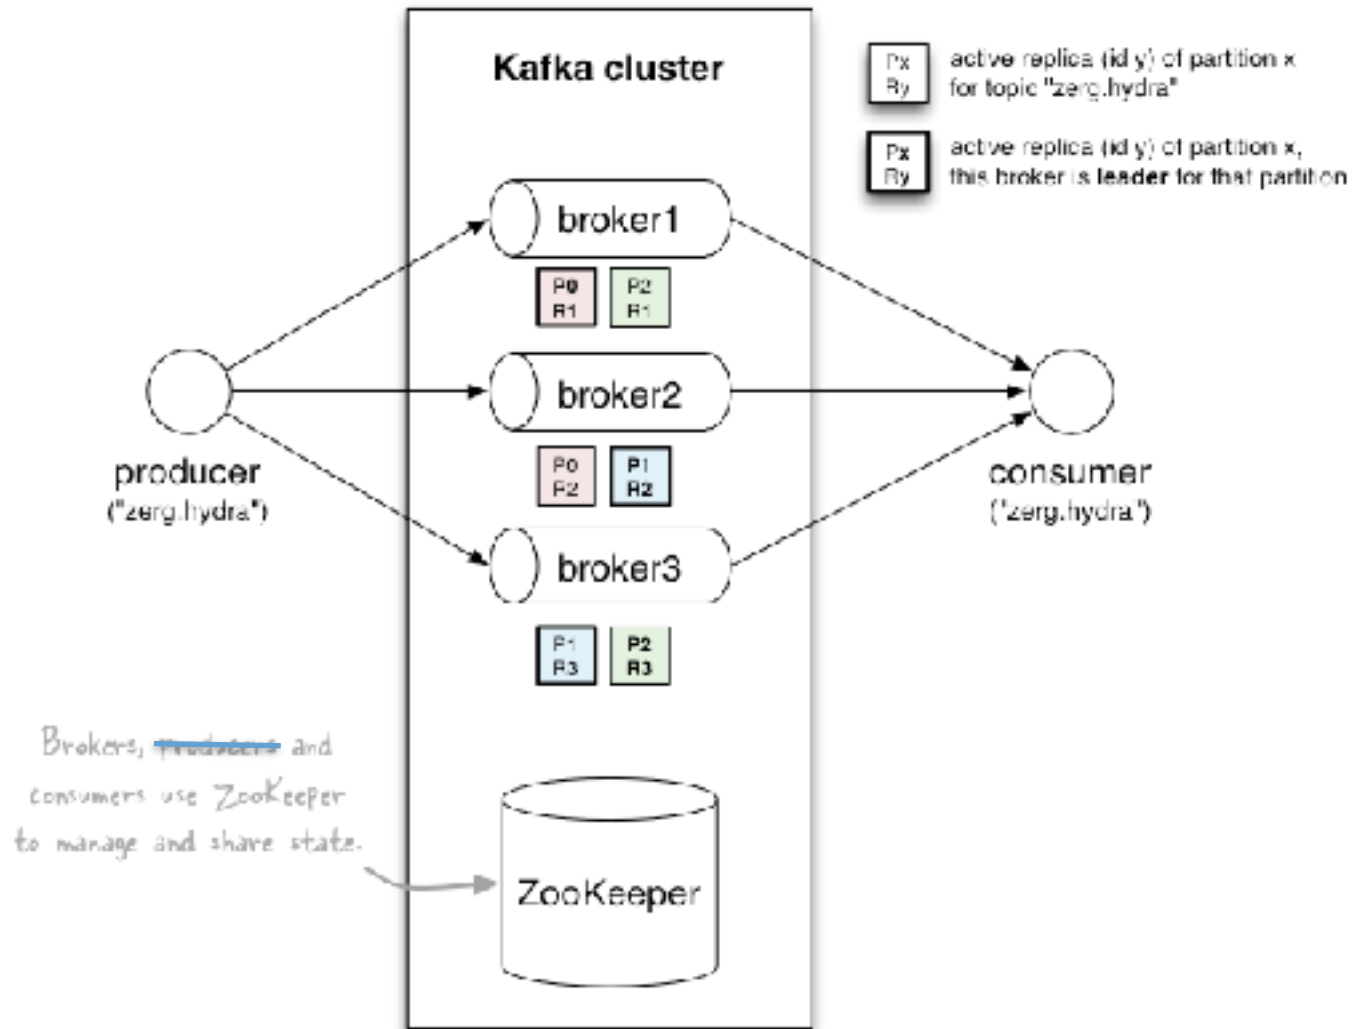 Kafka cluster
Px
Ry
active replica (id y) of partition x
for topic "zerg.hydra"
Px
Ry
active replica (id y) of partition x,
this broker is leader for that partition
broker1
P0
R1
P2
R1
broker2
P0
R2
P1
R2
producer
("zerg.hydra")
consumer
("zerg.hydra")
broker3
P1
R3
P2
R3
Brokers, producers and
consumers use ZooKeeper
to manage and share state.
ZooKeeper